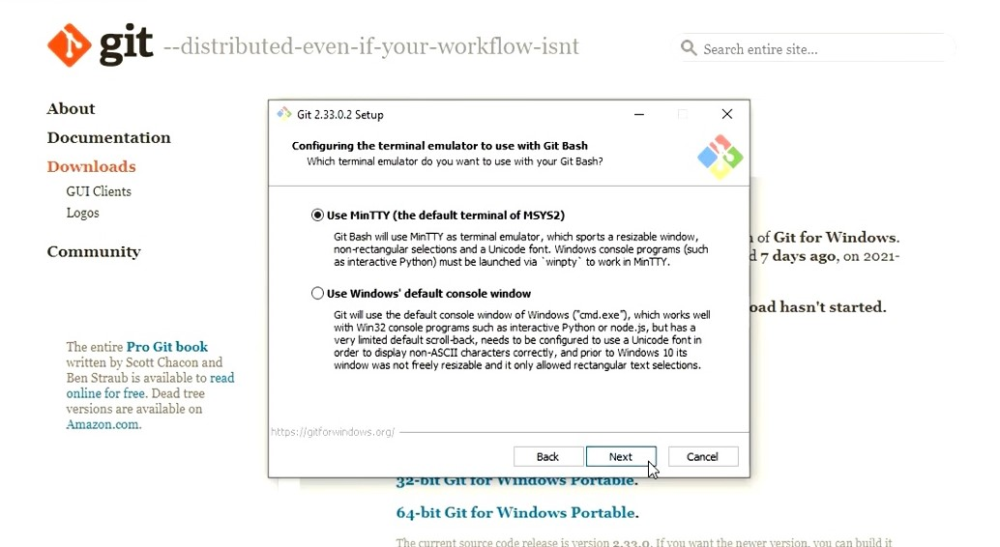 git --distributed-even-if-your-workflow-isnt
Search entire site...
About
Documentation
Downloads
GUI Clients
Logos
Community
The entire Pro Git book
written by Scott Chacon and
Ben Straub is available to read
online for free. Dead tree
versions are available on
Amazon.com.
Git 2.33.0.2 Setup
Configuring the terminal emulator to use with Git Bash
Which terminal emulator do you want to use with your Git Bash?
Use MinTTY (the default terminal of MSYS2)
Git Bash will use MinTTY as terminal emulator, which sports a resizable window,
non-rectangular selections and a Unicode font. Windows console programs (such
as interactive Python) must be launched via `winpty` to work in MinTTY.
Use Windows' default console window
Git will use the default console window of Windows ("cmd.exe"), which works well
with Win32 console programs such as interactive Python or node.js, but has a
very limited default scroll-back, needs to be configured to use a Unicode font in
order to display non-ASCII characters correctly, and prior to Windows 10 its
window was not freely resizable and it only allowed rectangular text selections.
https://gitforwindows.org/
Back
Next
Cancel
of Git for Windows.
7 days ago, on 2021-
hasn't started.
32-bit Git for Windows Portable.
64-bit Git for Windows Portable.
The current source code release is version 2.33.0. If you want the newer version, you can build it